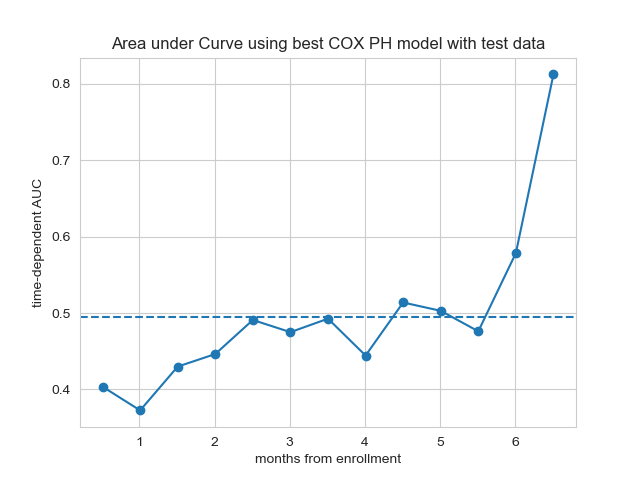 Area under Curve using best COX PH model with test data
time-dependent AUC
0.8
0.7
0.6
0.5
0.4
1 2 3 4 5 6
months from enrollment